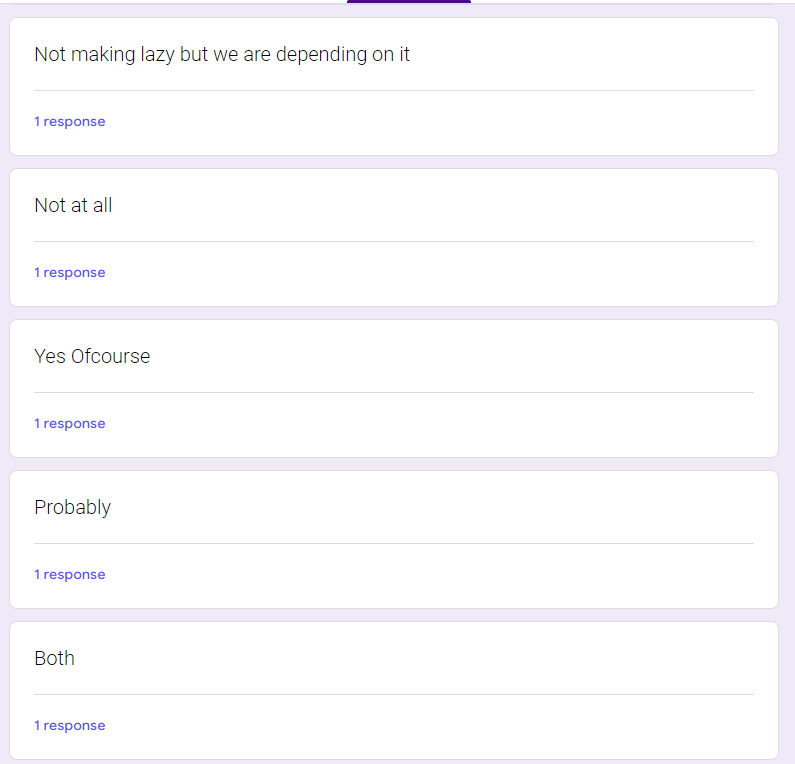 Not making lazy but we are depending on it
1 response
Not at all
1 response
Yes Ofcourse
1 response
Probably
1 response
Both
1 response